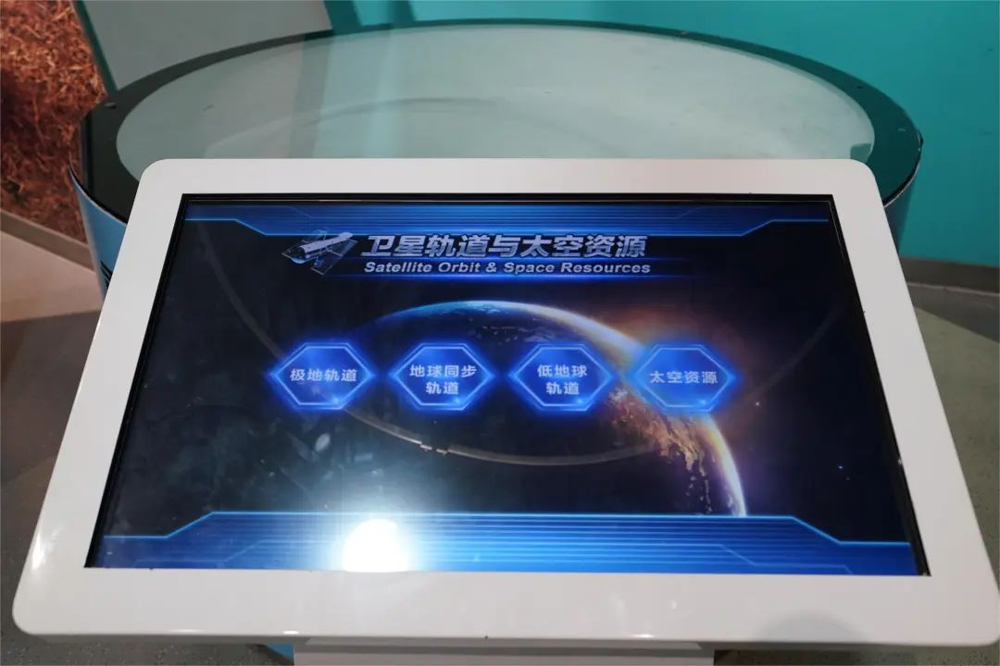 卫星轨道与太空资源
Satellite Orbit & Space Resources
极地轨道
地球同步
轨道
低地球
轨道
太空资源